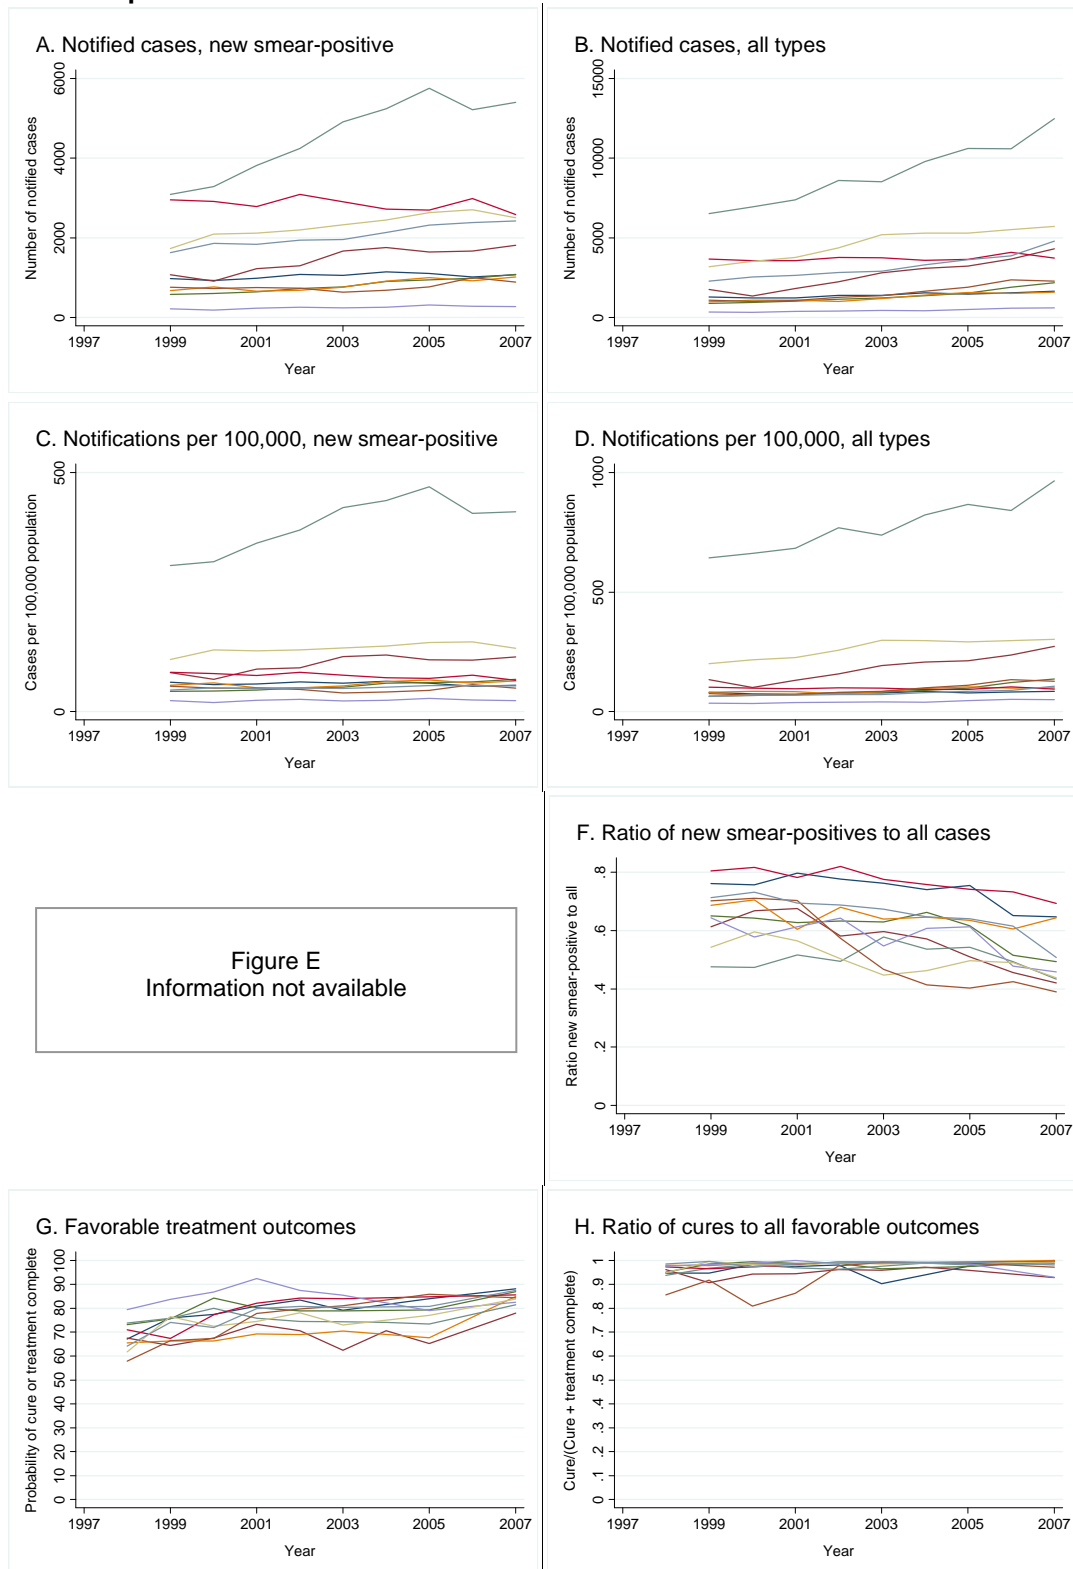 A. Notified cases, new smear-positive
Number of notified cases
6000
4000
2000
0
1997 1999 2001 2003 2005 2007
Year
B. Notified cases, all types
Number of notified cases
15000
10000
5000
0
1997 1999 2001 2003 2005 2007
Year
C. Notifications per 100,000, new smear-positive
Cases per 100,000 population
500
0
1997 1999 2001 2003 2005 2007
Year
D. Notifications per 100,000, all types
Cases per 100,000 population
1000
500
0
1997 1999 2001 2003 2005 2007
Year
Figure E
Information not available
F. Ratio of new smear-positives to all cases
Ratio new smear-positive to all
.8
.6
.4
.2
0
1997 1999 2001 2003 2005 2007
Year
G. Favorable treatment outcomes
Probability of cure or treatment complete
100
90
80
70
60
50
40
30
20
10
0
1997 1999 2001 2003 2005 2007
Year
H. Ratio of cures to all favorable outcomes
Cure/(Cure + treatment complete)
1
.9
.8
.7
.6
.5
.4
.3
.2
.1
0
1997 1999 2001 2003 2005 2007
Year